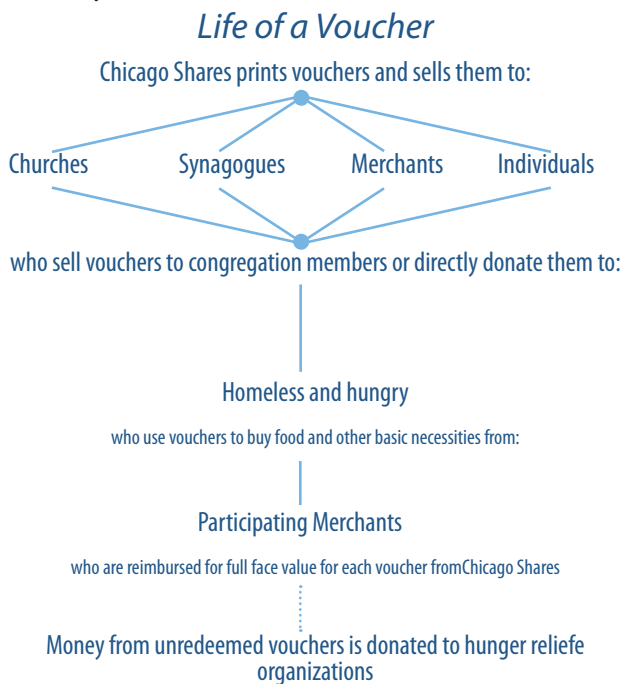 Life of a Voucher
Chicago Shares prints vouchers and sells them to:
Churches Synagogues Merchants Individuals
who sell vouchers to congregation members or directly donate them to:
Homeless and hungry
who use vouchers to buy food and other basic necessities from:
Participating Merchants
who are reimbursed for full face value for each voucher fromChicago Shares
Money from unredeemed vouchers is donated to hunger reliefe
organizations